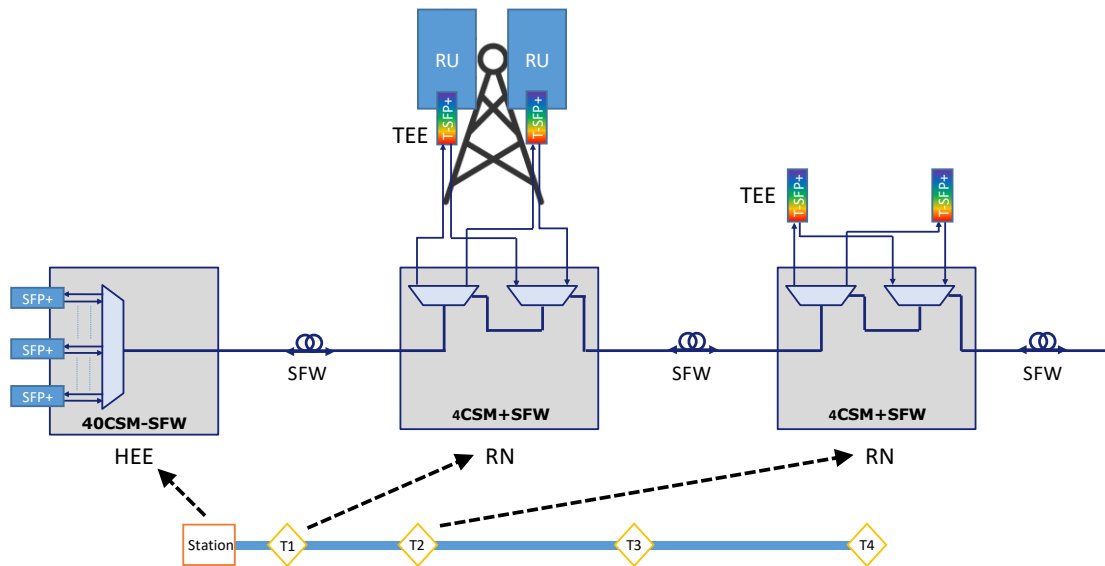 RU
RU
T-SFP+
T-SFP+
TEE
TEE
T-SFP+
T-SFP+
SFP+
SFP+
SFP+
SFW
SFW
SFW
40CSM-SFW
4CSM+SFW
4CSM+SFW
HEE
RN
RN
Station
T1
T2
T3
T4